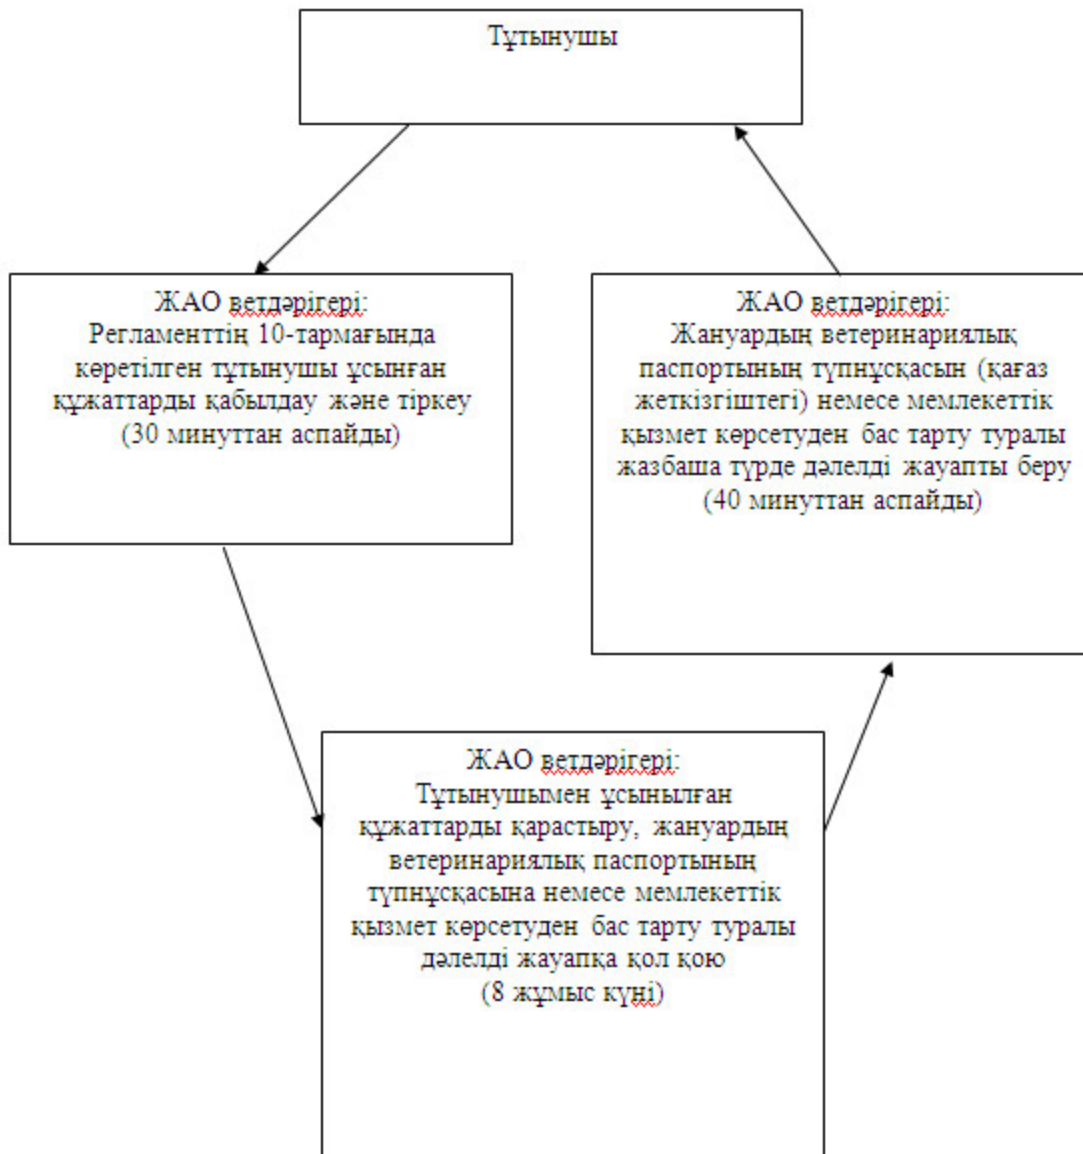 Тұтынушы
ЖАО ветдәрігері:
Регламенттің 10-тармағында
көретілген тұтынушы ұсынған
құжаттарды қабылдау және тіркеу
(30 минуттан аспайды)
ЖАО ветдәрігері:
Жануардың ветеринариялық
паспортының түпнұсқасын (қағаз
жеткізгіштегі) немесе мемлекеттік
қызмет көрсетуден бас тарту туралы
жазбаша түрде дәлелді жауапты беру
(40 минуттан аспайды)
ЖАО ветдәрігері:
Тұтынушымен ұсынылған
құжаттарды қарастыру, жануардың
ветеринариялық паспортының
түпнұсқасына немесе мемлекеттік
қызмет көрсетуден бас тарту туралы
дәлелді жауапқа қол қою
(8 жұмыс күні)